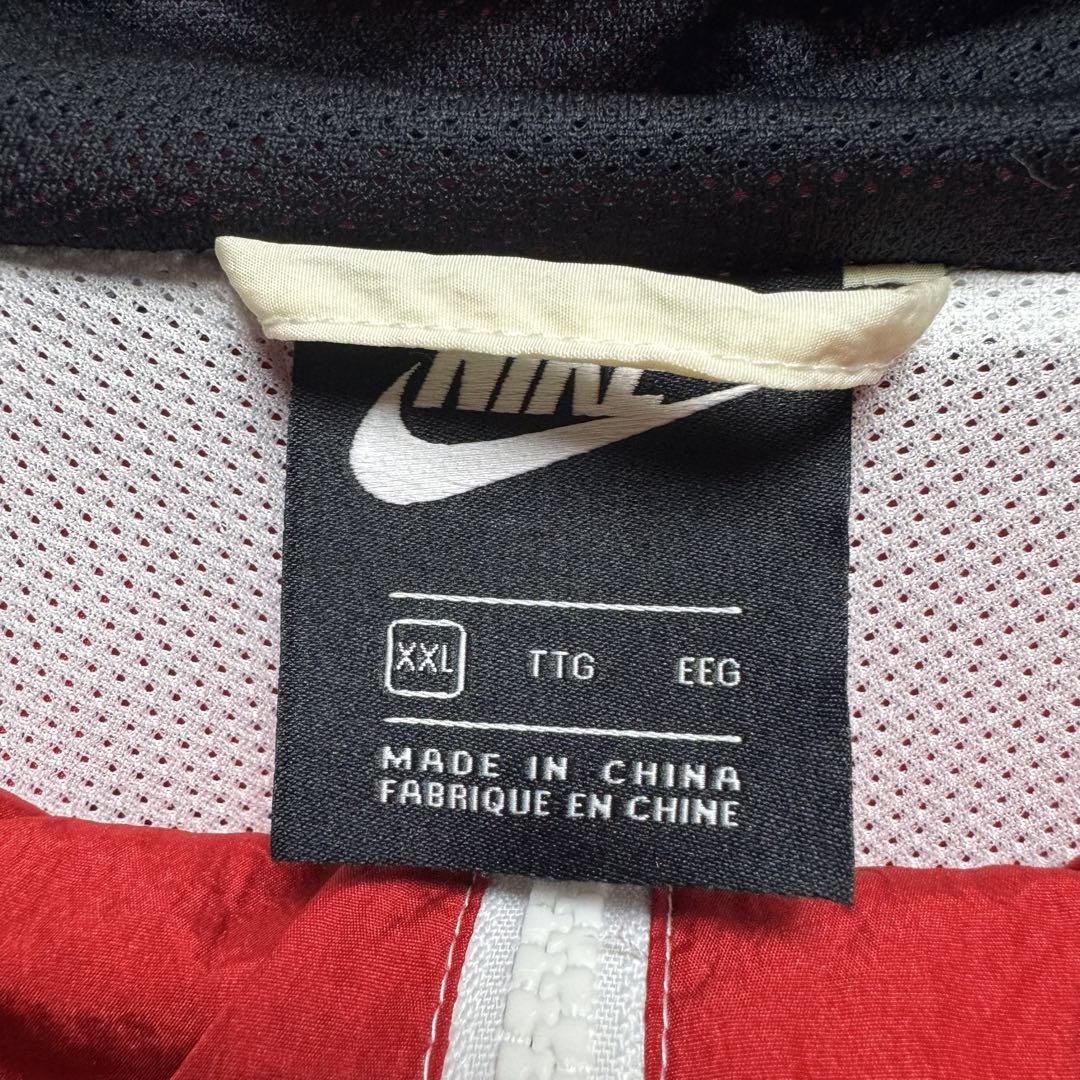 NIKE
XXL TTG EEG
MADE IN CHINA
FABRIQUE EN CHINE